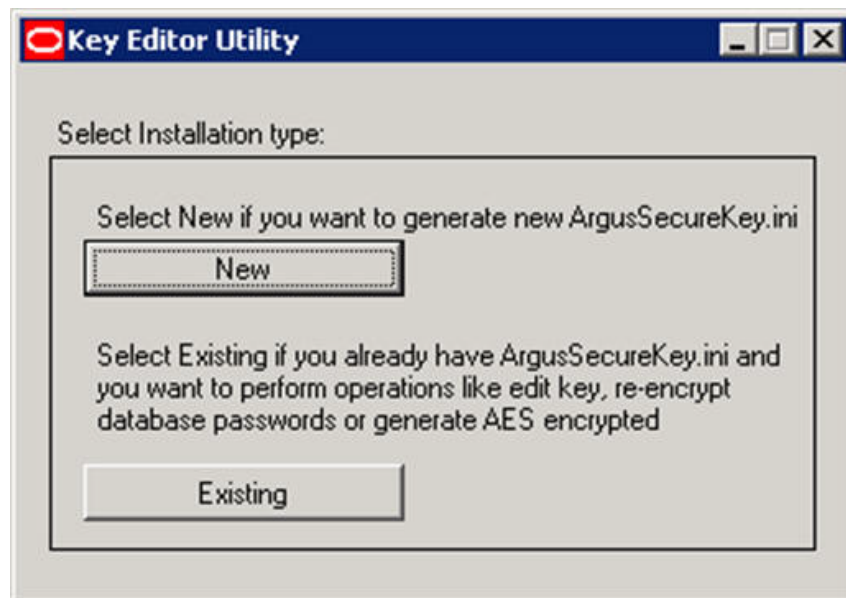 Key Editor Utility
Select Installation type:
Select New if you want to generate new ArgusSecureKey.ini
New
Select Existing if you already have ArgusSecureKey.ini and
you want to perform operations like edit key, re-encrypt
database passwords or generate AES encrypted
Existing